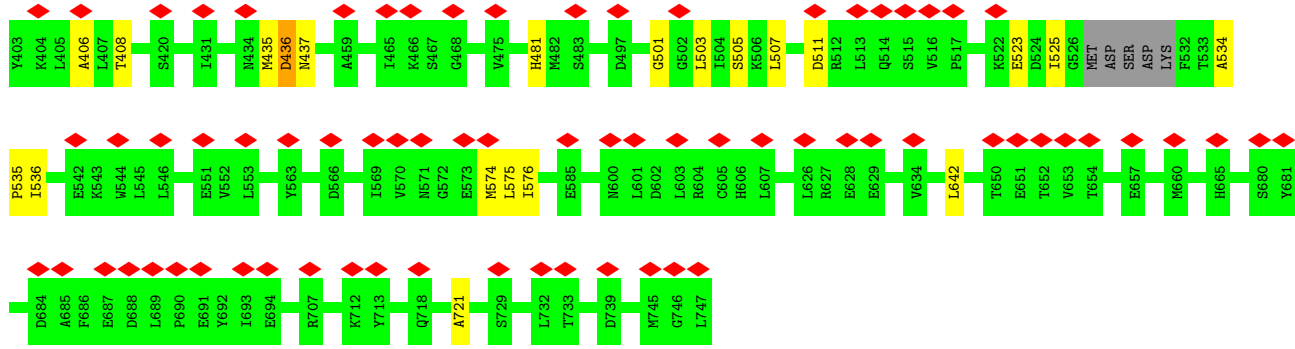 Y403 K404 L405 A406 L407 T408 S420 I431 N434 M435 D436 N437 A459 I465 K466 S467 G468 V475 H481 M482 S483 D497 G501 G502 L503 I504 S505 K506 L507 D511 R512 L513 Q514 S515 V516 P517 K522 E523 D524 I525 G526 MET ASP SER ASP LYS F532 T533 A534
P535 I536 E542 K543 W544 L545 L546 E551 V552 L553 Y563 D566 I569 V570 N571 G572 E573 M574 L575 I576 E585 N600 L601 D602 L603 R604 C605 H606 L607 L626 R627 E628 E629 V634 L642 T650 E651 T652 V653 T654 E657 M660 H665 S680 Y681
D684 A685 F686 E687 D688 L689 P690 E691 Y692 I693 E694 R707 K712 Y713 Q718 A721 S729 L732 T733 D739 M745 G746 L747